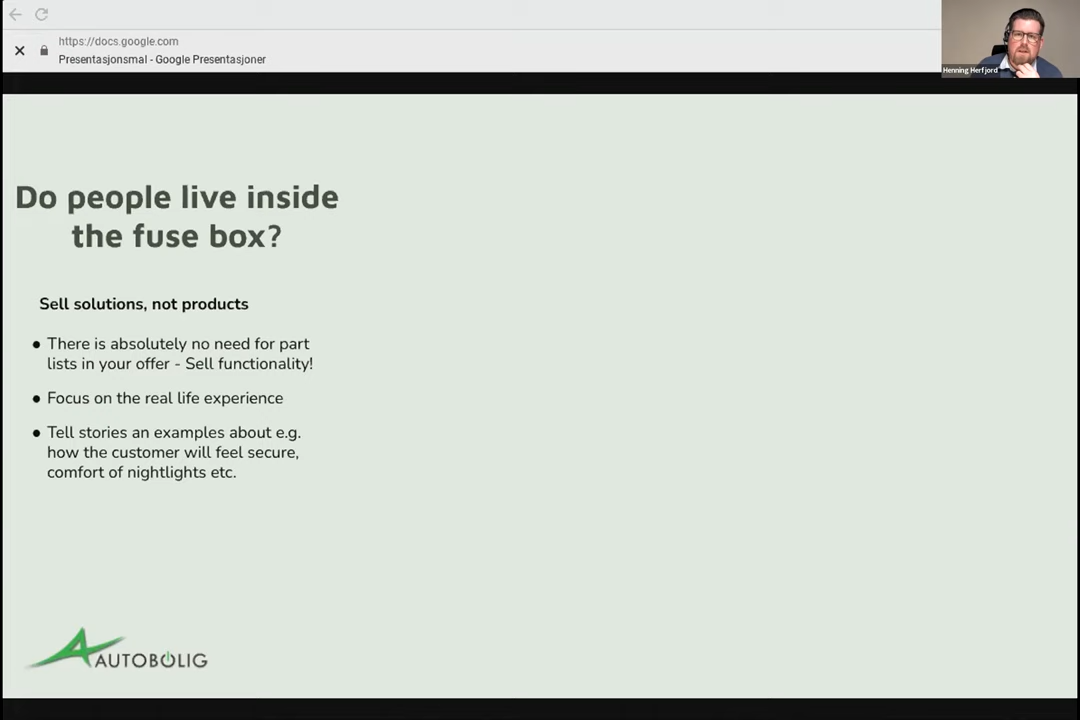 https://docs.google.com
Presentasjonsmal - Google Presentasjoner
Henning Herfjord
Do people live inside
the fuse box?
Sell solutions, not products
● There is absolutely no need for part
lists in your offer - Sell functionality!
● Focus on the real life experience
● Tell stories an examples about e.g.
how the customer will feel secure,
comfort of nightlights etc.
AUTOBOLIG